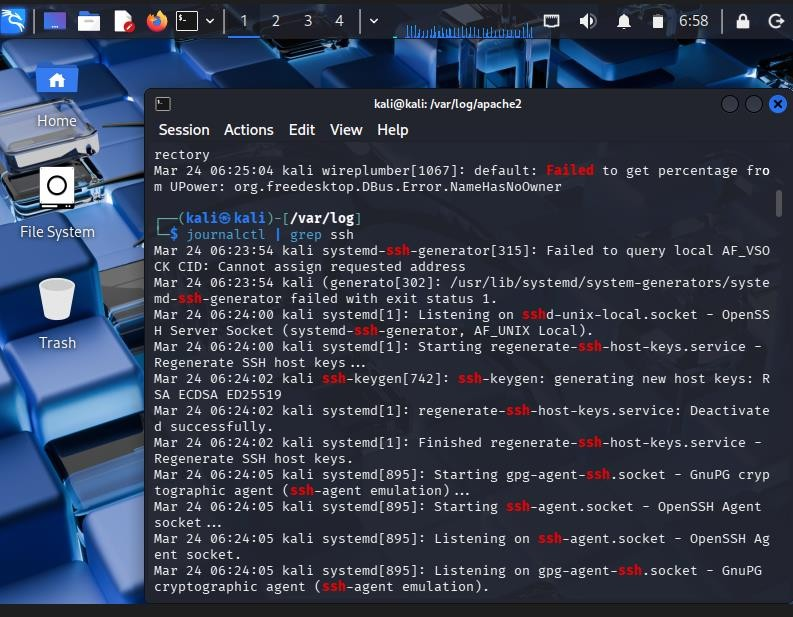 1 2 3 4 6:58
Home
File System
Trash
kali@kali: /var/log/apache2
Session Actions Edit View Help
rectory
Mar 24 06:25:04 kali wireplumber[1067]: default: Failed to get percentage fro
m UPower: org.freedesktop.DBus.Error.NameHasNoOwner
┌──(kali㉿kali)-[/var/log]
└─$ journalctl | grep ssh
Mar 24 06:23:54 kali systemd-ssh-generator[315]: Failed to query local AF_VSO
CK CID: Cannot assign requested address
Mar 24 06:23:54 kali (generato[302]: /usr/lib/systemd/system-generators/syste
md-ssh-generator failed with exit status 1.
Mar 24 06:24:00 kali systemd[1]: Listening on sshd-unix-local.socket - OpenSS
H Server Socket (systemd-ssh-generator, AF_UNIX Local).
Mar 24 06:24:00 kali systemd[1]: Starting regenerate-ssh-host-keys.service -
Regenerate SSH host keys...
Mar 24 06:24:02 kali ssh-keygen[742]: ssh-keygen: generating new host keys: R
SA ECDSA ED25519
Mar 24 06:24:02 kali systemd[1]: regenerate-ssh-host-keys.service: Deactivate
d successfully.
Mar 24 06:24:02 kali systemd[1]: Finished regenerate-ssh-host-keys.service -
Regenerate SSH host keys.
Mar 24 06:24:05 kali systemd[895]: Starting gpg-agent-ssh.socket - GnuPG cryp
tographic agent (ssh-agent emulation)...
Mar 24 06:24:05 kali systemd[895]: Starting ssh-agent.socket - OpenSSH Agent
socket...
Mar 24 06:24:05 kali systemd[895]: Listening on ssh-agent.socket - OpenSSH Ag
ent socket.
Mar 24 06:24:05 kali systemd[895]: Listening on gpg-agent-ssh.socket - GnuPG
cryptographic agent (ssh-agent emulation).